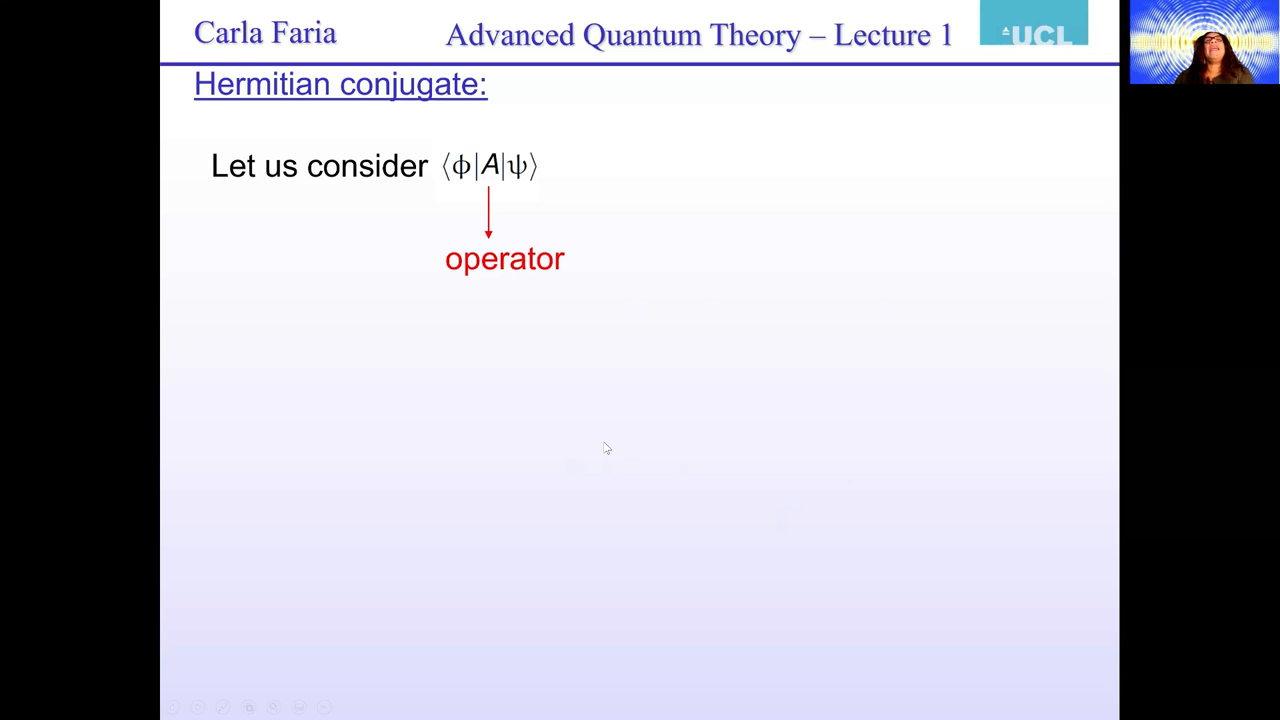 Carla Faria
Advanced Quantum Theory – Lecture 1
UCL
Hermitian conjugate:
Let us consider ⟨ϕ|A|ψ⟩
operator